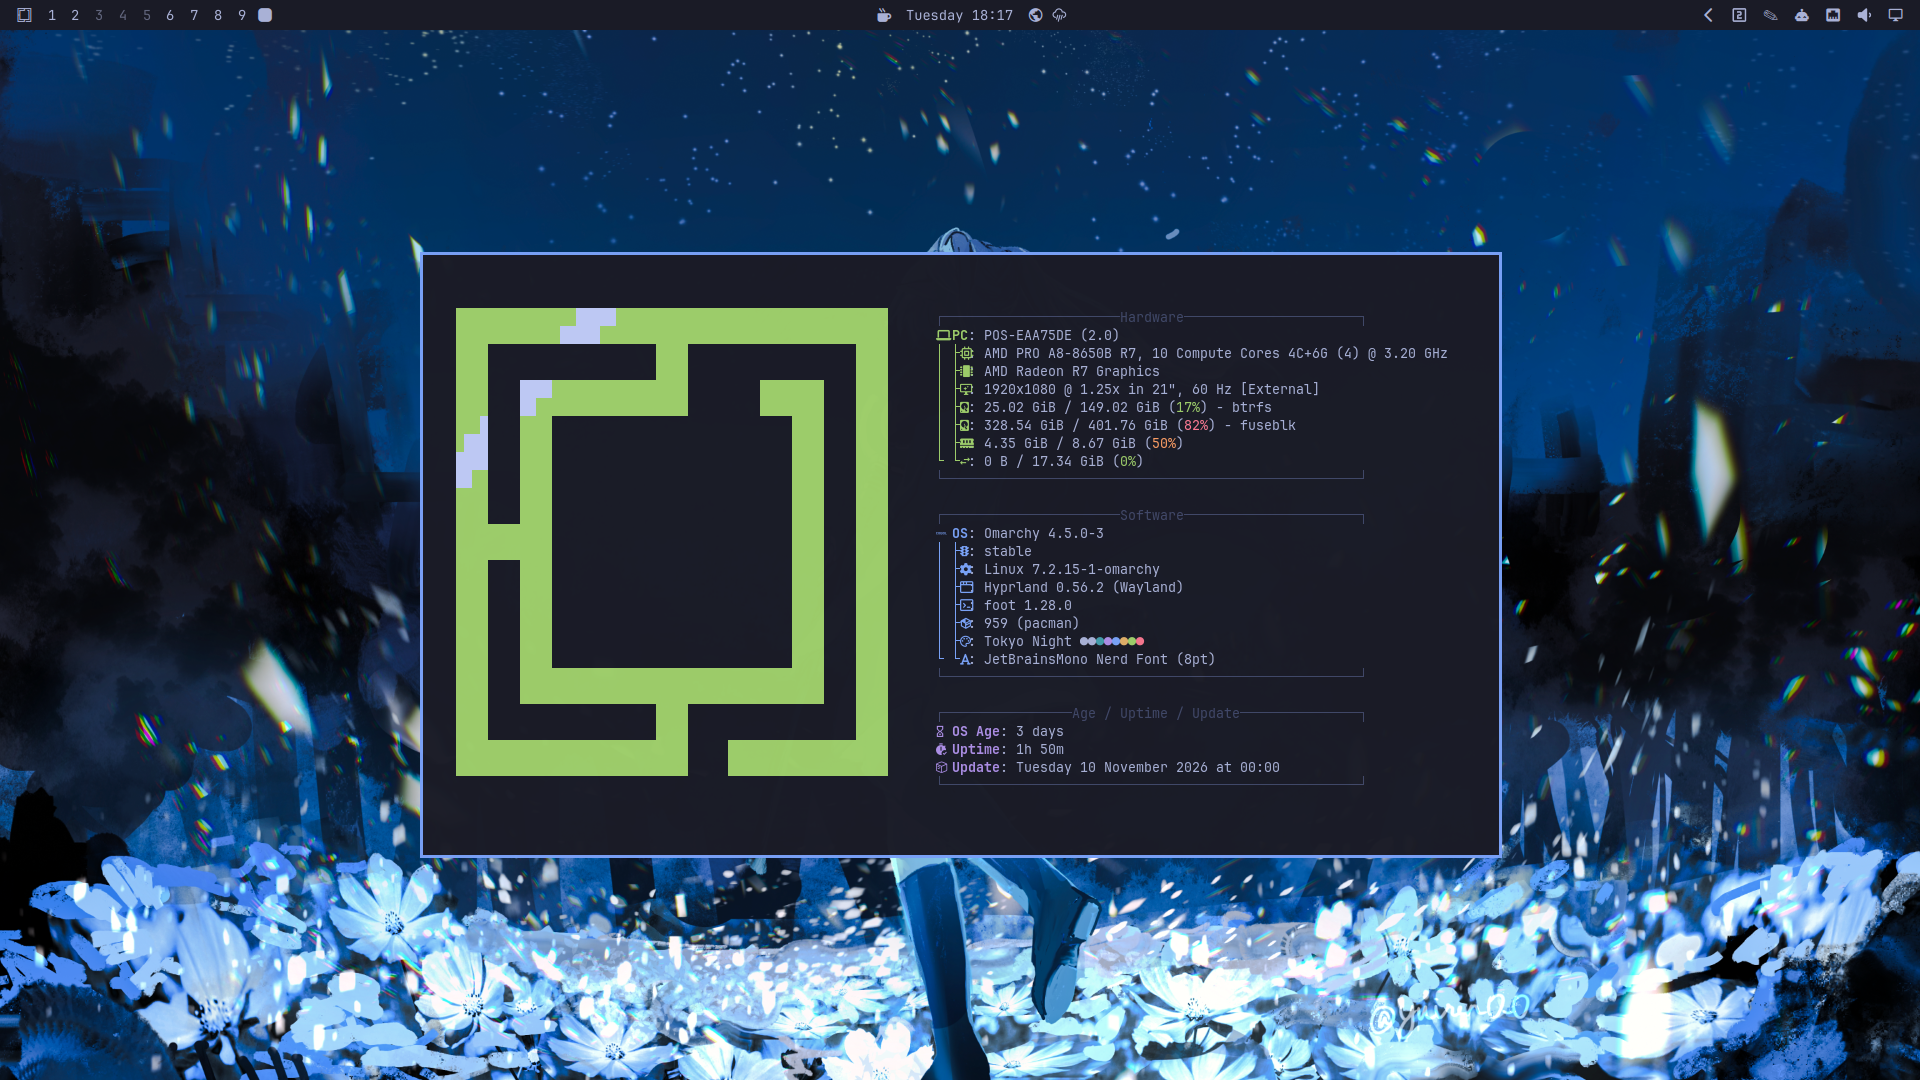 1 2 3 4 5 6 7 8 9
Tuesday 18:17
2
Hardware
PC: POS-EAA75DE (2.0)
: AMD PRO A8-8650B R7, 10 Compute Cores 4C+6G (4) @ 3.20 GHz
: AMD Radeon R7 Graphics
: 1920x1080 @ 1.25x in 21", 60 Hz [External]
: 25.02 GiB / 149.02 GiB (17%) - btrfs
: 328.54 GiB / 401.76 GiB (82%) - fuseblk
: 4.35 GiB / 8.67 GiB (50%)
: 0 B / 17.34 GiB (0%)
Software
OS: Omarchy 4.5.0-3
: stable
: Linux 7.2.15-1-omarchy
: Hyprland 0.56.2 (Wayland)
: foot 1.28.0
: 959 (pacman)
: Tokyo Night
: JetBrainsMono Nerd Font (8pt)
Age / Uptime / Update
OS Age: 3 days
Uptime: 1h 50m
Update: Tuesday 10 November 2026 at 00:00